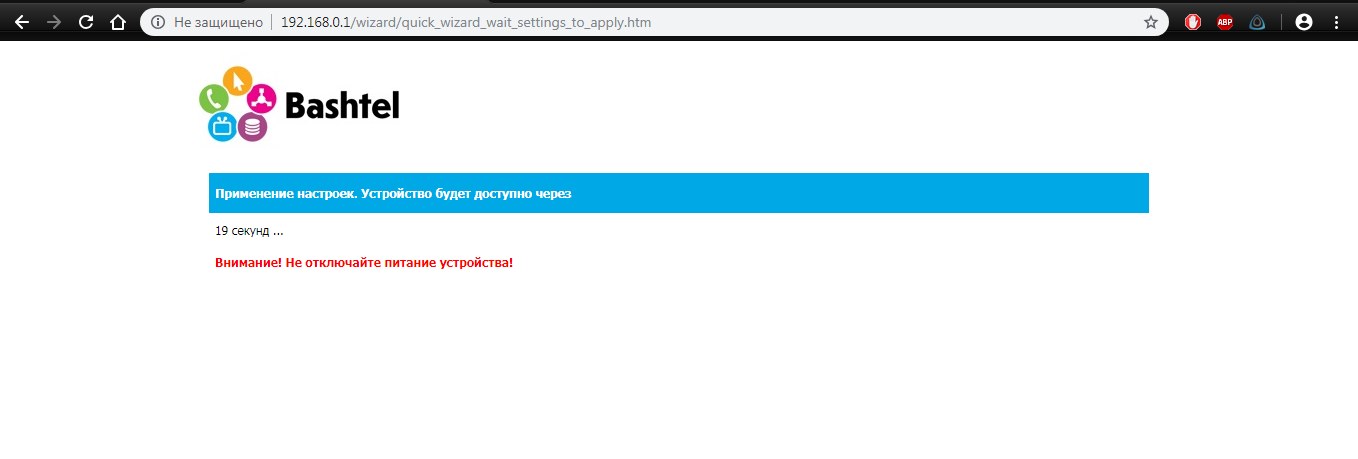 Не защищено
192.168.0.1/wizard/quick_wizard_wait_settings_to_apply.htm
ABP
Bashtel
Применение настроек. Устройство будет доступно через
19 секунд ...
Внимание! Не отключайте питание устройства!